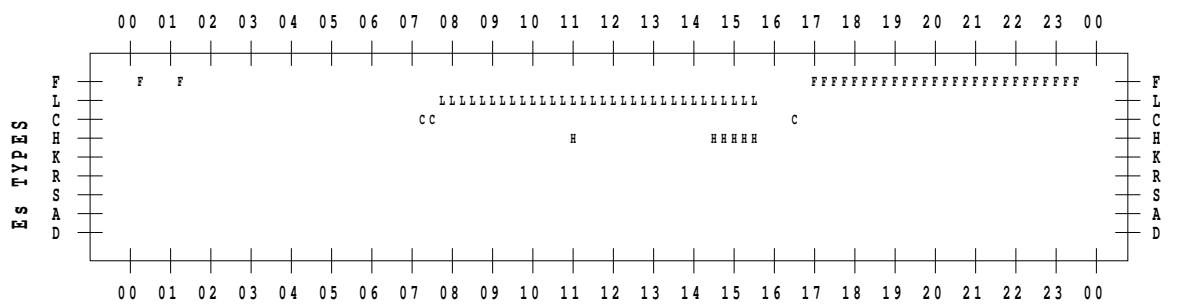 00 01 02 03 04 05 06 07 08 09 10 11 12 13 14 15 16 17 18 19 20 21 22 23 00
F F F FFFFFFFFFFFFFFFFFFFFFFFFFFF F
L LLLLLLLLLLLLLLLLLLLLLLLLLLLLLLLL L
C CC C C
H H HHHHH H
K K
R R
S S
A A
D D
Es TYPES
00 01 02 03 04 05 06 07 08 09 10 11 12 13 14 15 16 17 18 19 20 21 22 23 00